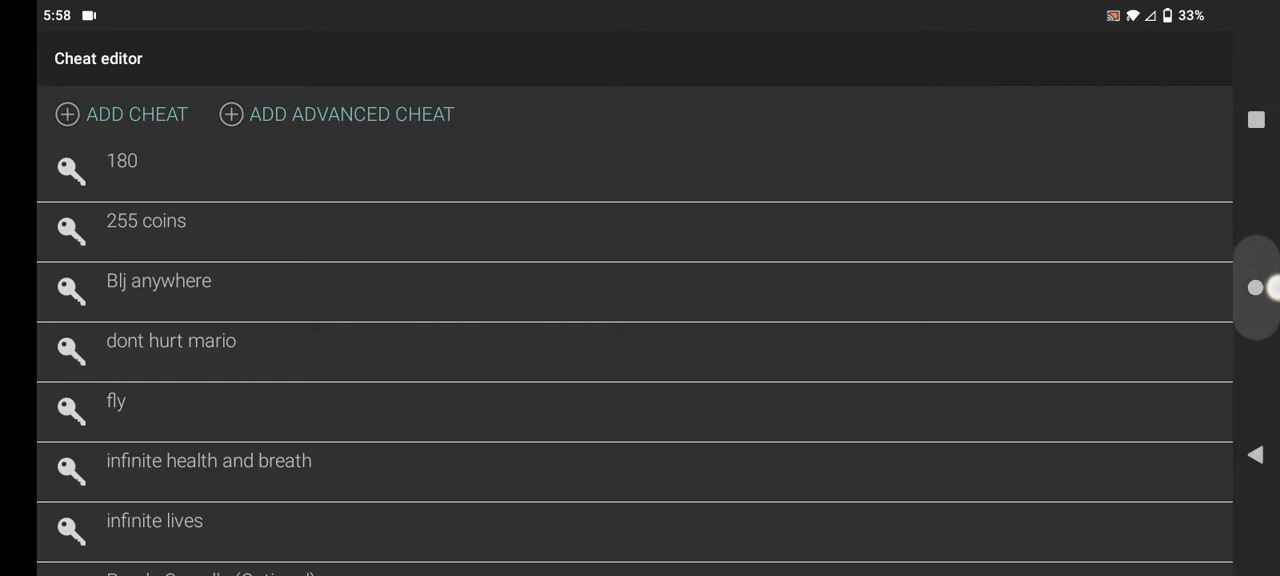 5:58
33%
Cheat editor
ADD CHEAT ADD ADVANCED CHEAT
180
255 coins
Blj anywhere
dont hurt mario
fly
infinite health and breath
infinite lives